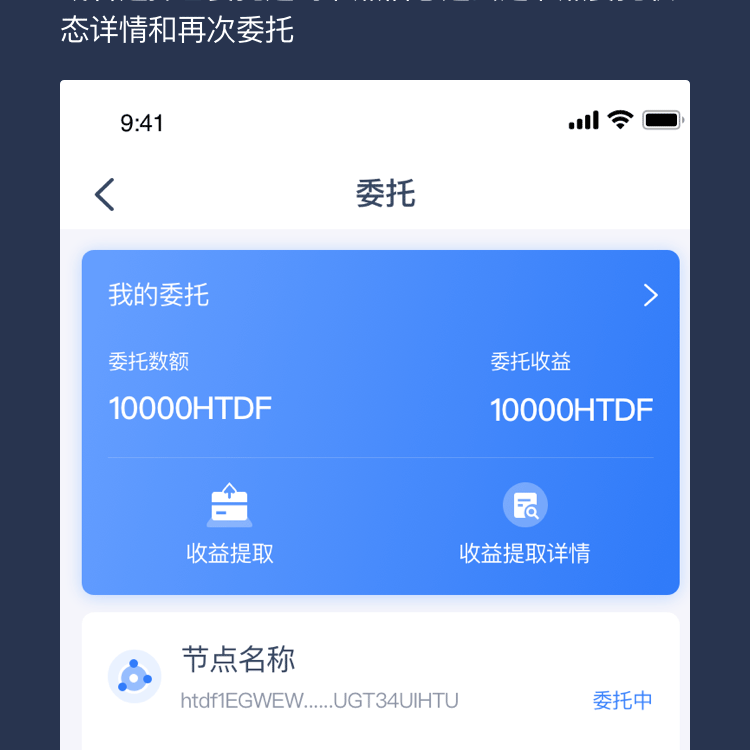 态详情和再次委托
9:41
委托
我的委托
委托数额
委托收益
10000HTDF
10000HTDF
收益提取
收益提取详情
节点名称
htdf1EGWEW......UGT34UIHTU
委托中